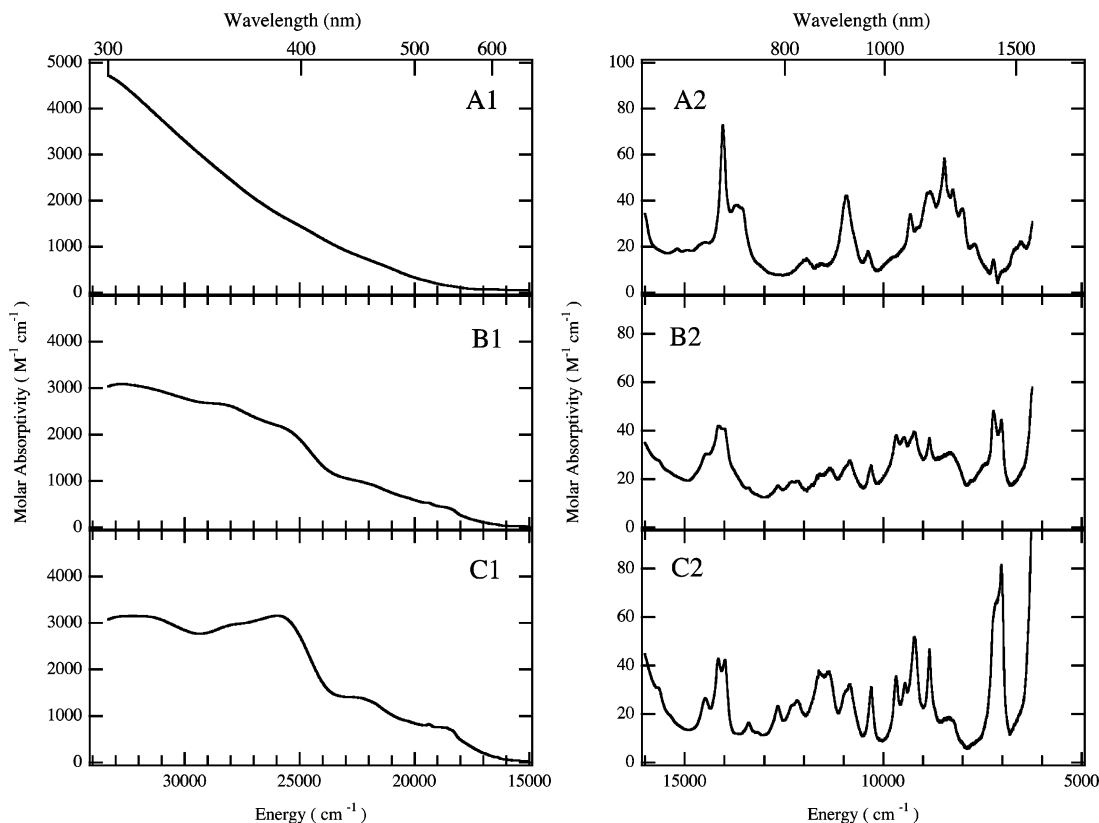 Wavelength (nm)
300 400 500 600
5000
4000
3000
2000
1000
0
A1
4000
3000
2000
1000
0
B1
4000
3000
2000
1000
0
C1
30000 25000 20000 15000
Energy ( cm⁻¹ )
Molar Absorptivity ( M⁻¹ cm⁻¹ )
Wavelength (nm)
800 1000 1500
100
80
60
40
20
0
A2
80
60
40
20
0
B2
80
60
40
20
0
C2
15000 10000 5000
Energy ( cm⁻¹ )
Molar Absorptivity ( M⁻¹ cm⁻¹ )